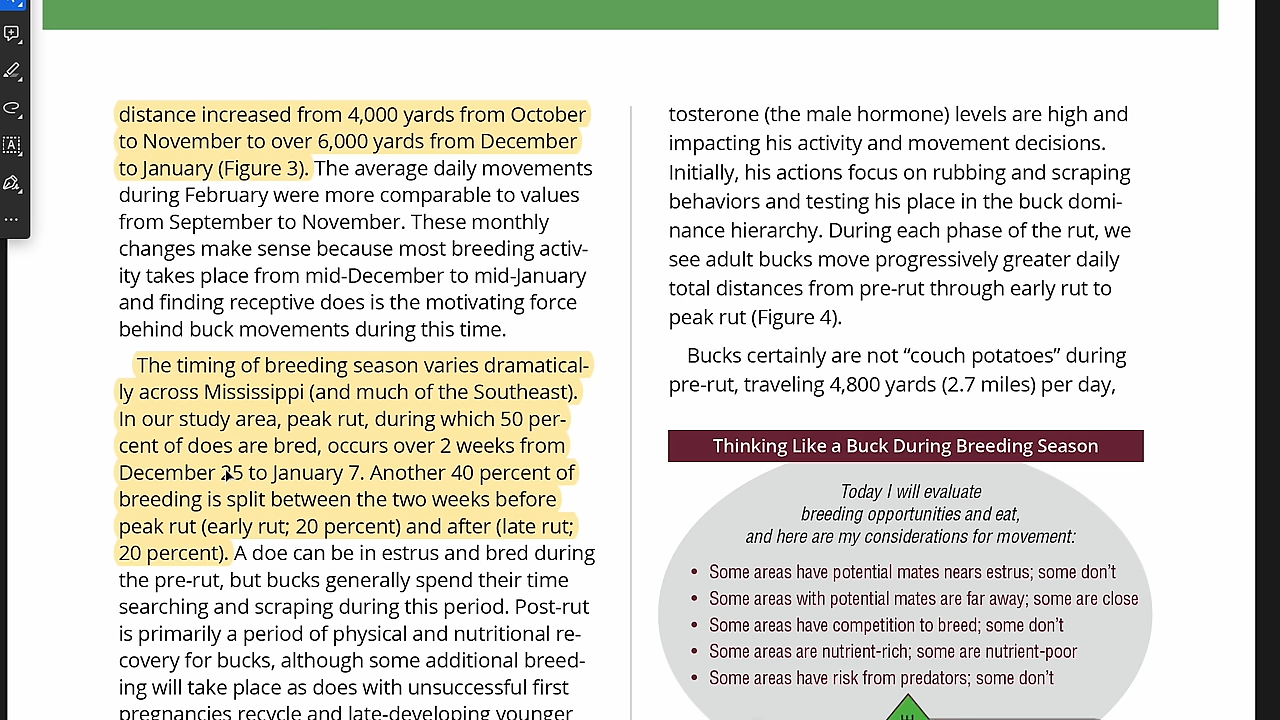 distance increased from 4,000 yards from October
to November to over 6,000 yards from December
to January (Figure 3). The average daily movements
during February were more comparable to values
from September to November. These monthly
changes make sense because most breeding activ-
ity takes place from mid-December to mid-January
and finding receptive does is the motivating force
behind buck movements during this time.
The timing of breeding season varies dramatical-
ly across Mississippi (and much of the Southeast).
In our study area, peak rut, during which 50 per-
cent of does are bred, occurs over 2 weeks from
December 25 to January 7. Another 40 percent of
breeding is split between the two weeks before
peak rut (early rut; 20 percent) and after (late rut;
20 percent). A doe can be in estrus and bred during
the pre-rut, but bucks generally spend their time
searching and scraping during this period. Post-rut
is primarily a period of physical and nutritional re-
covery for bucks, although some additional breed-
ing will take place as does with unsuccessful first
pregnancies recycle and late-developing younger
tosterone (the male hormone) levels are high and
impacting his activity and movement decisions.
Initially, his actions focus on rubbing and scraping
behaviors and testing his place in the buck domi-
nance hierarchy. During each phase of the rut, we
see adult bucks move progressively greater daily
total distances from pre-rut through early rut to
peak rut (Figure 4).
Bucks certainly are not “couch potatoes” during
pre-rut, traveling 4,800 yards (2.7 miles) per day,
Thinking Like a Buck During Breeding Season
Today I will evaluate
breeding opportunities and eat,
and here are my considerations for movement:
• Some areas have potential mates nears estrus; some don’t
• Some areas with potential mates are far away; some are close
• Some areas have competition to breed; some don’t
• Some areas are nutrient-rich; some are nutrient-poor
• Some areas have risk from predators; some don’t